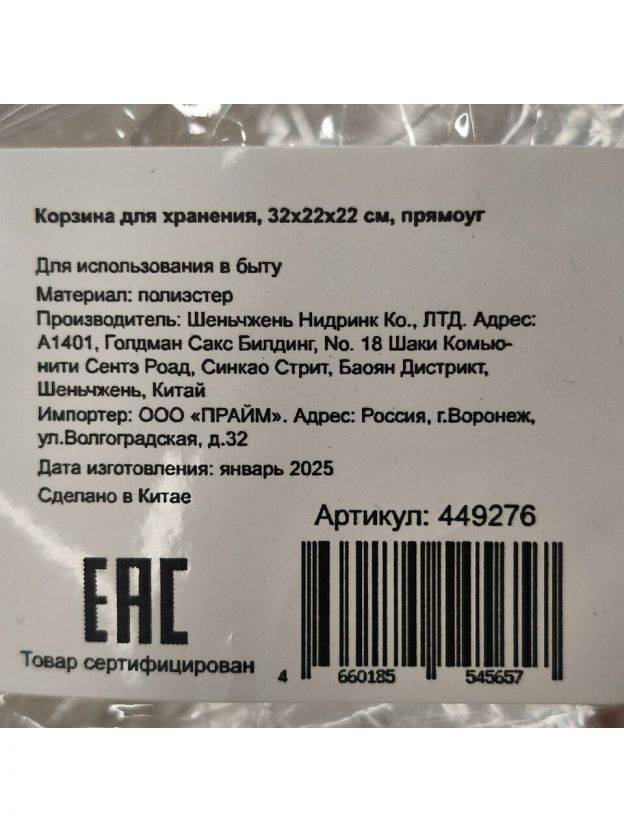 Корзина для хранения, 32х22х22 см, прямоуг
Для использования в быту
Материал: полиэстер
Производитель: Шеньчжень Нидринк Ко., ЛТД. Адрес:
А1401, Голдман Сакс Билдинг, No. 18 Шаки Комью-
нити Сентэ Роад, Синкао Стрит, Баоян Дистрикт,
Шеньчжень, Китай
Импортер: ООО «ПРАЙМ». Адрес: Россия, г.Воронеж,
ул.Волгоградская, д.32
Дата изготовления: январь 2025
Сделано в Китае
Артикул: 449276
ЕАС
Товар сертифицирован
4 660185 545657